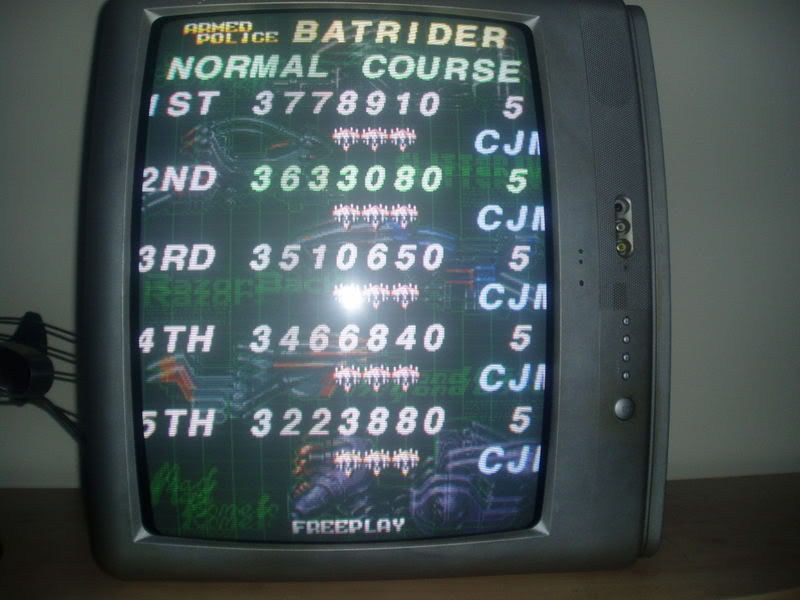 ARMED
POLICE BATRIDER
NORMAL COURSE
1ST 3778910 5
CJM
2ND 3633080 5
CJM
3RD 3510650 5
RazorBack
CJM
4TH 3466840 5
CJM
5TH 3223880 5
CJM
FREEPLAY